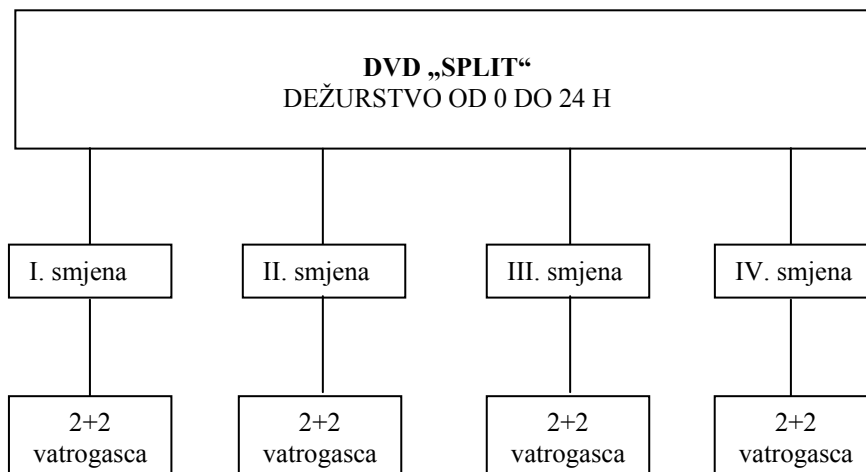 DVD „SPLIT“
DEŽURSTVO OD 0 DO 24 H
I. smjena
II. smjena
III. smjena
IV. smjena
2+2
vatrogasca
2+2
vatrogasca
2+2
vatrogasca
2+2
vatrogasca